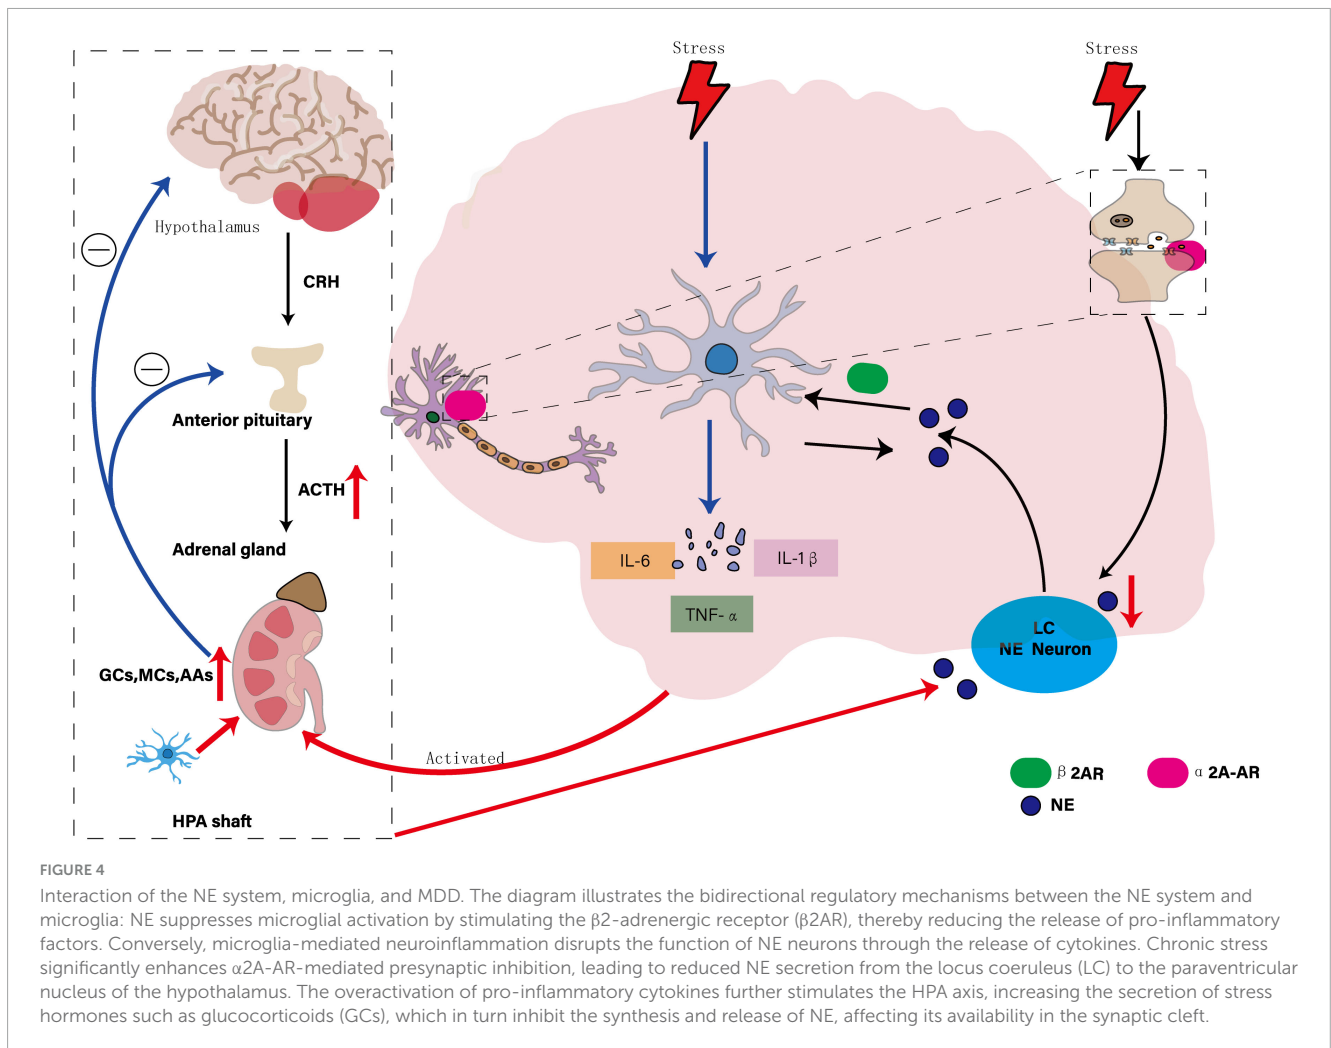 Stress
Stress
Hypothalamus
CRH
Anterior pituitary
ACTH
Adrenal gland
GCs,MCs,AAs
HPA shaft
Activated
IL-6
IL-1 β
TNF- α
LC
NE Neuron
β 2AR
α 2A-AR
NE
FIGURE 4
Interaction of the NE system, microglia, and MDD. The diagram illustrates the bidirectional regulatory mechanisms between the NE system and
microglia: NE suppresses microglial activation by stimulating the β2-adrenergic receptor (β2AR), thereby reducing the release of pro-inflammatory
factors. Conversely, microglia-mediated neuroinflammation disrupts the function of NE neurons through the release of cytokines. Chronic stress
significantly enhances α2A-AR-mediated presynaptic inhibition, leading to reduced NE secretion from the locus coeruleus (LC) to the paraventricular
nucleus of the hypothalamus. The overactivation of pro-inflammatory cytokines further stimulates the HPA axis, increasing the secretion of stress
hormones such as glucocorticoids (GCs), which in turn inhibit the synthesis and release of NE, affecting its availability in the synaptic cleft.